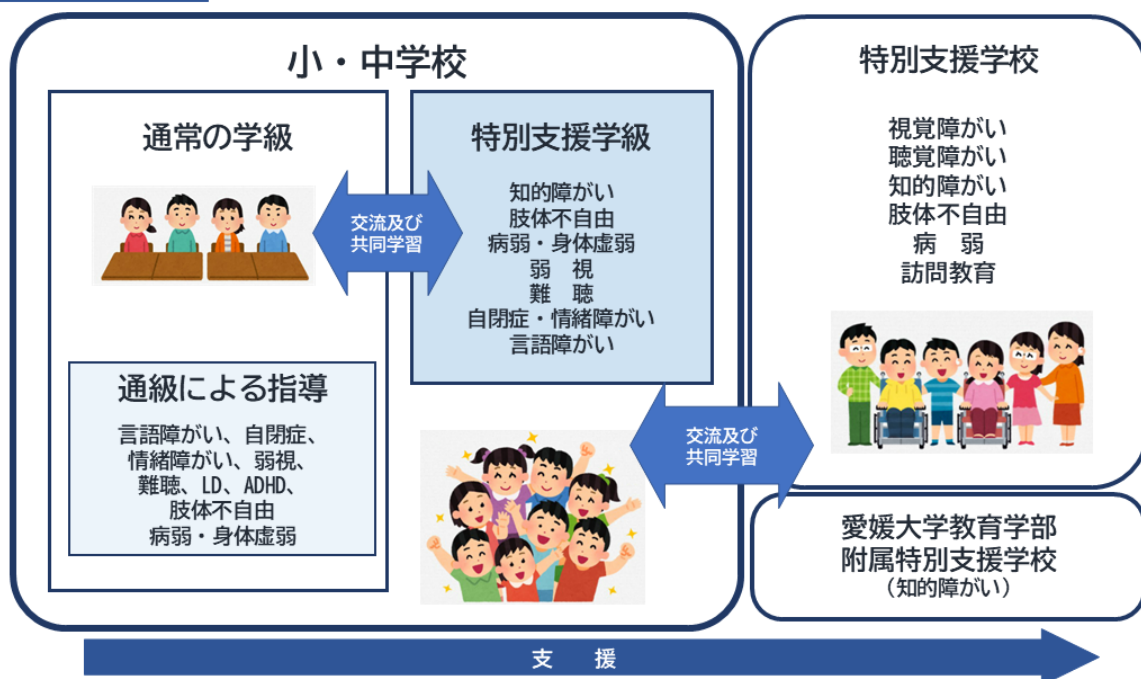 小・中学校
通常の学級
交流及び
共同学習
通級による指導
言語障がい、自閉症、
情緒障がい、弱視、
難聴、LD、ADHD、
肢体不自由
病弱・身体虚弱
特別支援学級
知的障がい
肢体不自由
病弱・身体虚弱
弱　視
難　聴
自閉症・情緒障がい
言語障がい
交流及び
共同学習
特別支援学校
視覚障がい
聴覚障がい
知的障がい
肢体不自由
病　弱
訪問教育
愛媛大学教育学部
附属特別支援学校
（知的障がい）
支　援